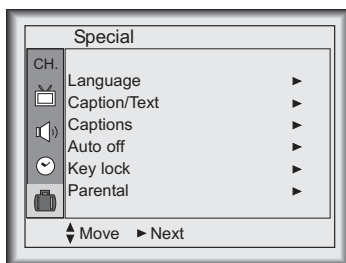 Special
CH.
Language
Caption/Text
Captions
Auto off
Key lock
Parental
Move Next